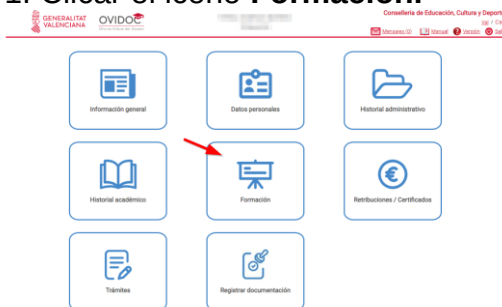 1. Clicar el icono Formación.
GENERALITAT VALENCIANA
OVIDOC
Conselleria de Educación, Cultura y Deporte
Mensajes (0) Manual Versión
Información general
Datos personales
Historial administrativo
Historial académico
Formación
Retribuciones / Certificados
Trámites
Registrar documentación